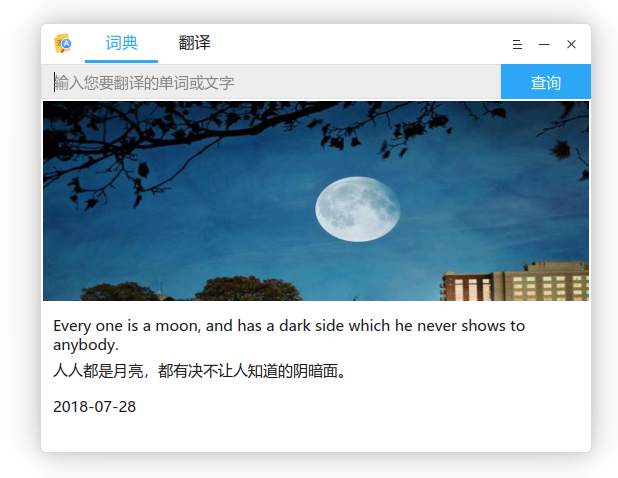 词典
翻译
输入您要翻译的单词或文字
查询
Every one is a moon, and has a dark side which he never shows to
anybody.
人人都是月亮，都有决不让人知道的阴暗面。
2018-07-28